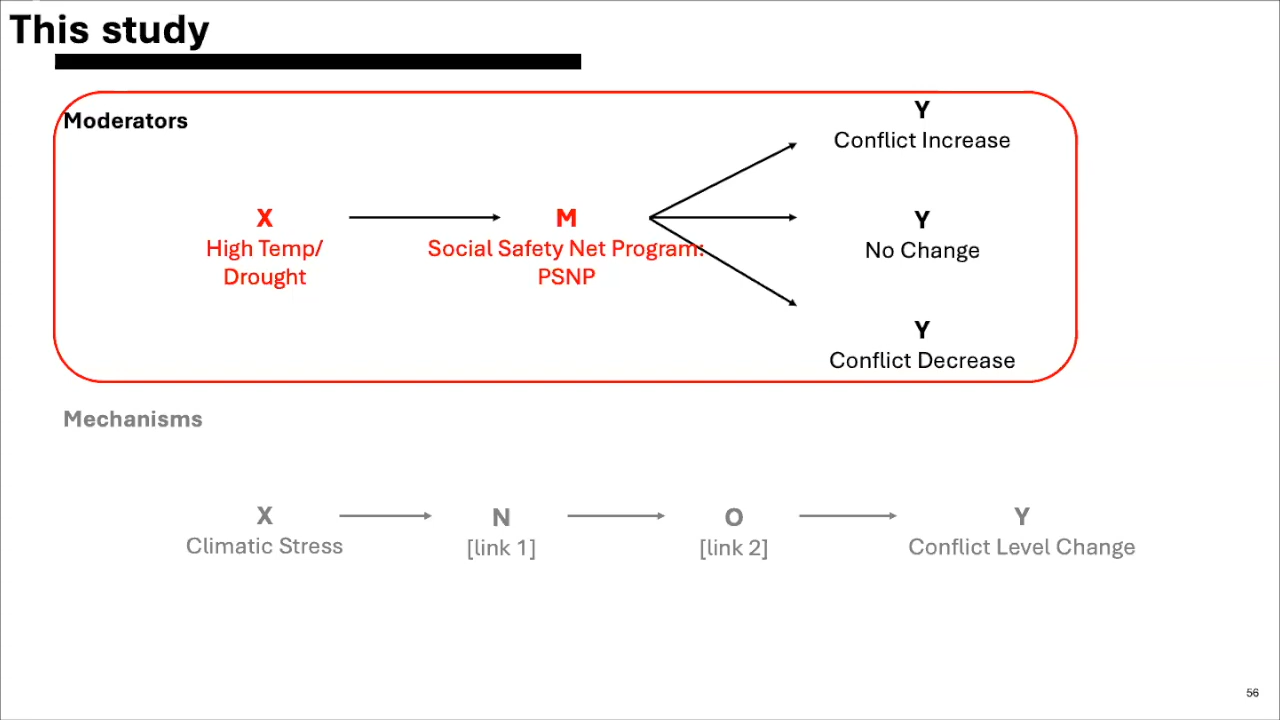 This study
Moderators
Y
Conflict Increase
X
High Temp/
Drought
M
Social Safety Net Program:
PSNP
Y
No Change
Y
Conflict Decrease
Mechanisms
X
Climatic Stress
N
[link 1]
O
[link 2]
Y
Conflict Level Change
56